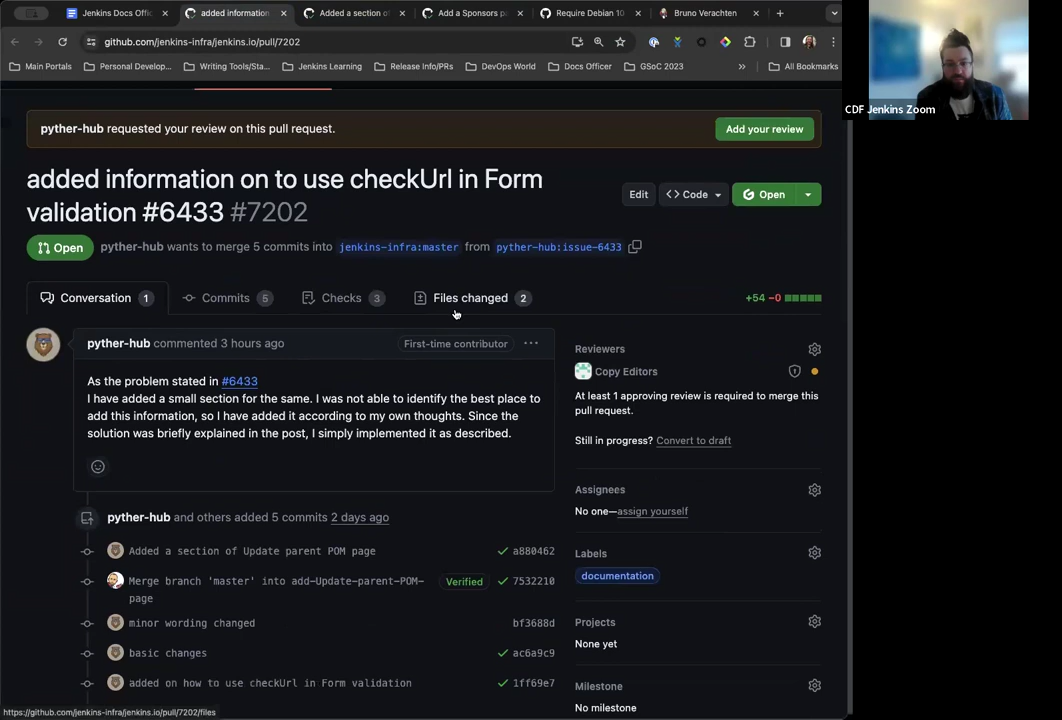 Jenkins Docs Offic
added information
Added a section o
Add a Sponsors p
Require Debian 10
Bruno Verachten
github.com/jenkins-infra/jenkins.io/pull/7202
Main Portals
Personal Develop...
Writing Tools/Sta...
Jenkins Learning
Release Info/PRs
DevOps World
Docs Officer
GSoC 2023
»
All Bookmarks
CDF Jenkins Zoom
pyther-hub requested your review on this pull request.
Add your review
added information on to use checkUrl in Form
validation #6433 #7202
Edit
<> Code
Open
Open
pyther-hub wants to merge 5 commits into jenkins-infra:master from pyther-hub:issue-6433
Conversation 1
Commits 5
Checks 3
Files changed 2
+54 −0
pyther-hub commented 3 hours ago
First-time contributor
As the problem stated in #6433
I have added a small section for the same. I was not able to identify the best place to
add this information, so I have added it according to my own thoughts. Since the
solution was briefly explained in the post, I simply implemented it as described.
pyther-hub and others added 5 commits 2 days ago
Added a section of Update parent POM page
a880462
Merge branch 'master' into add-Update-parent-POM-
page
Verified
7532210
minor wording changed
bf3688d
basic changes
ac6a9c9
added on how to use checkUrl in Form validation
1ff69e7
Reviewers
Copy Editors
At least 1 approving review is required to merge this
pull request.
Still in progress? Convert to draft
Assignees
No one—assign yourself
Labels
documentation
Projects
None yet
Milestone
No milestone
https://github.com/jenkins-infra/jenkins.io/pull/7202/files